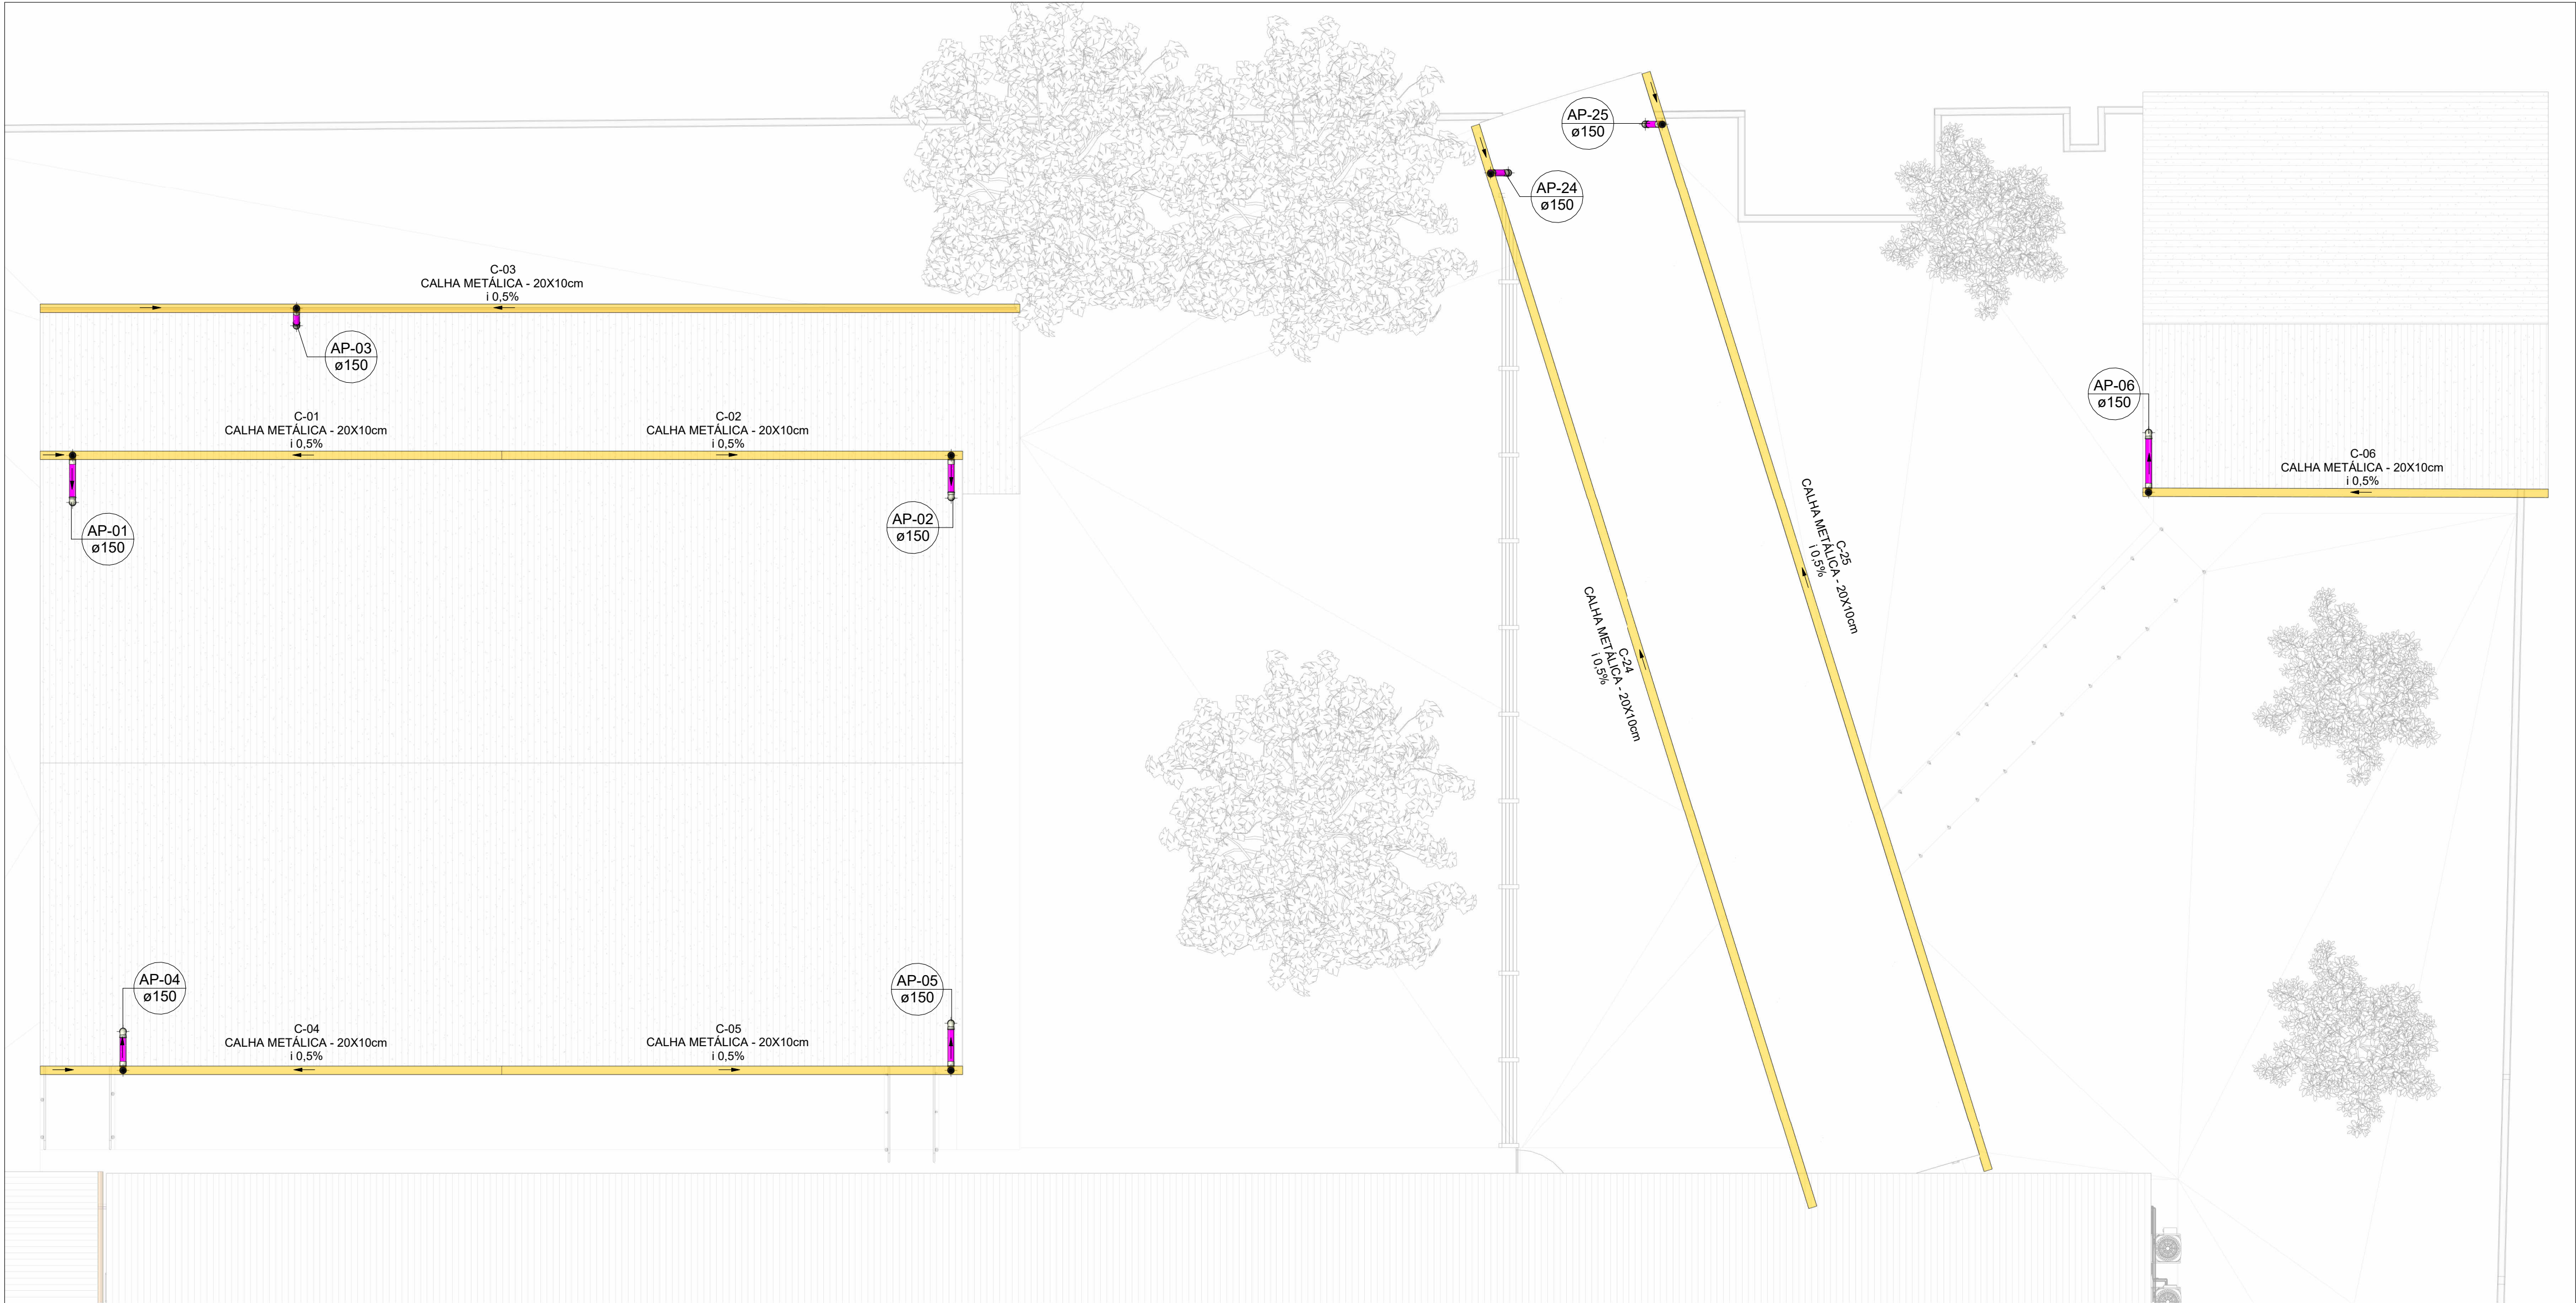 AP-25
ø150
AP-24
ø150
C-03
CALHA METÁLICA - 20X10cm
i 0,5%
AP-03
ø150
C-01
CALHA METÁLICA - 20X10cm
i 0,5%
C-02
CALHA METÁLICA - 20X10cm
i 0,5%
AP-01
ø150
AP-02
ø150
AP-06
ø150
C-06
CALHA METÁLICA - 20X10cm
i 0,5%
C-25
CALHA METÁLICA - 20X10cm
i 0,5%
C-24
CALHA METÁLICA - 20X10cm
i 0,5%
AP-04
ø150
AP-05
ø150
C-04
CALHA METÁLICA - 20X10cm
i 0,5%
C-05
CALHA METÁLICA - 20X10cm
i 0,5%